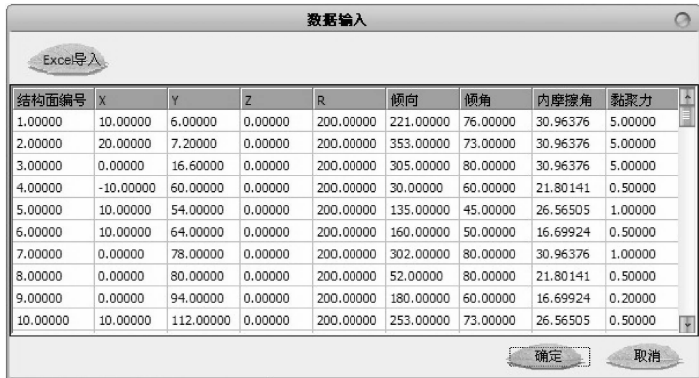 数据输入
Excel导入
结构面编号 X Y Z R 倾向 倾角 内摩擦角 黏聚力
1.00000 10.00000 6.00000 0.00000 200.00000 221.00000 76.00000 30.96376 5.00000
2.00000 20.00000 7.20000 0.00000 200.00000 353.00000 73.00000 30.96376 5.00000
3.00000 0.00000 16.60000 0.00000 200.00000 305.00000 80.00000 30.96376 5.00000
4.00000 -10.00000 60.00000 0.00000 200.00000 30.00000 60.00000 21.80141 0.50000
5.00000 10.00000 54.00000 0.00000 200.00000 135.00000 45.00000 26.56505 1.00000
6.00000 10.00000 64.00000 0.00000 200.00000 160.00000 50.00000 16.69924 0.50000
7.00000 0.00000 78.00000 0.00000 200.00000 302.00000 80.00000 30.96376 1.00000
8.00000 0.00000 80.00000 0.00000 200.00000 52.00000 80.00000 21.80141 0.50000
9.00000 0.00000 94.00000 0.00000 200.00000 180.00000 60.00000 16.69924 0.20000
10.00000 10.00000 112.00000 0.00000 200.00000 253.00000 73.00000 26.56505 0.50000
确定 取消